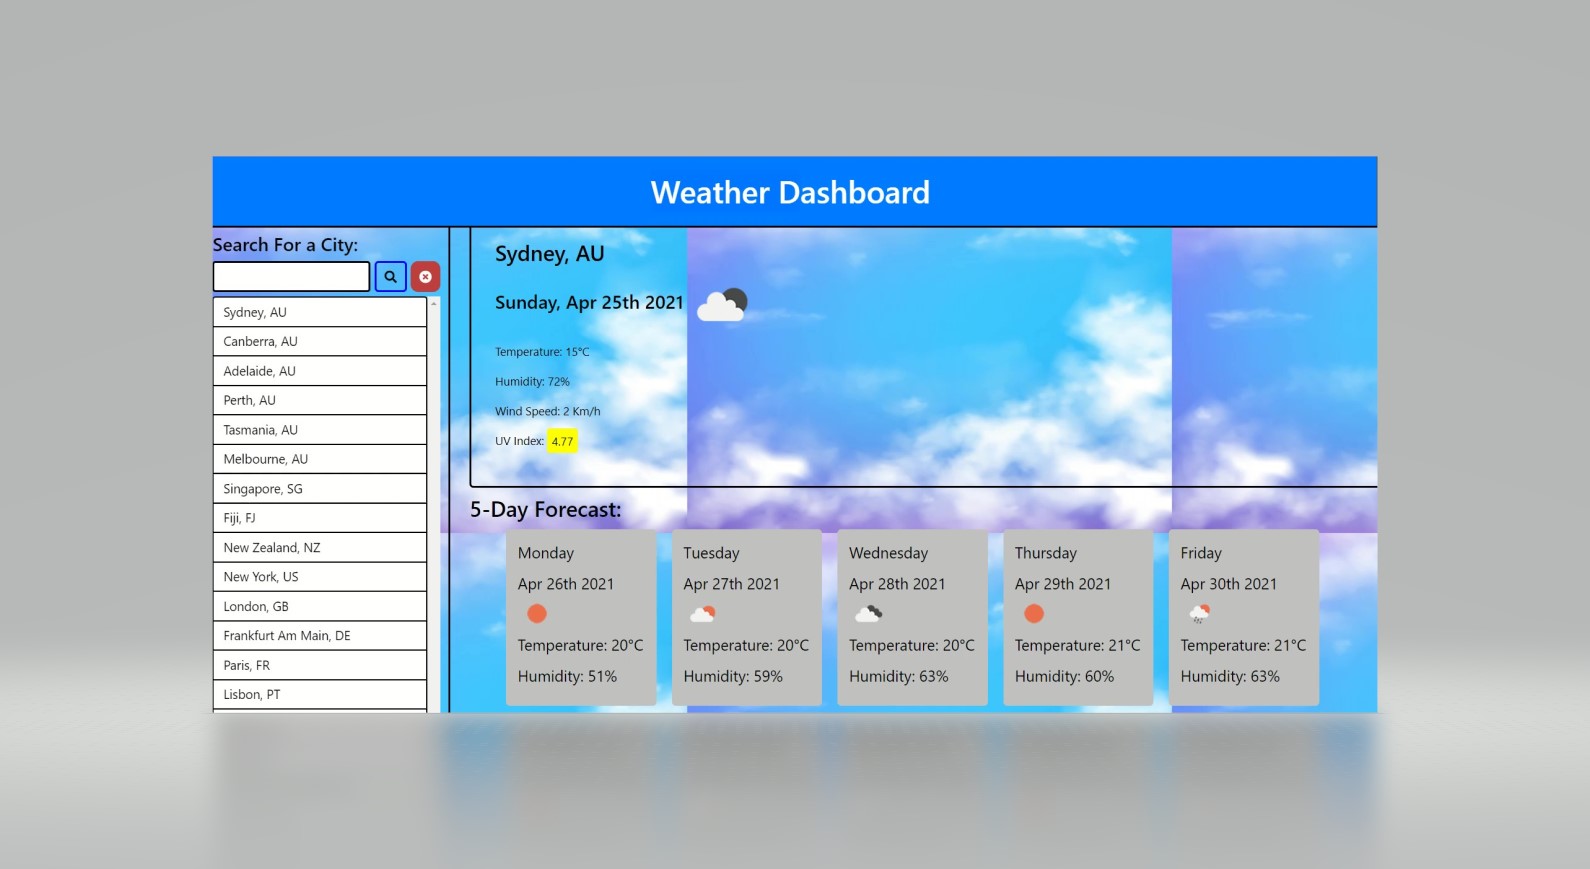 Weather Dashboard
Search For a City:
Sydney, AU
Canberra, AU
Adelaide, AU
Perth, AU
Tasmania, AU
Melbourne, AU
Singapore, SG
Fiji, FJ
New Zealand, NZ
New York, US
London, GB
Frankfurt Am Main, DE
Paris, FR
Lisbon, PT
Sydney, AU
Sunday, Apr 25th 2021
Temperature: 15°C
Humidity: 72%
Wind Speed: 2 Km/h
UV Index: 4.77
5-Day Forecast:
Monday
Apr 26th 2021
Temperature: 20°C
Humidity: 51%
Tuesday
Apr 27th 2021
Temperature: 20°C
Humidity: 59%
Wednesday
Apr 28th 2021
Temperature: 20°C
Humidity: 63%
Thursday
Apr 29th 2021
Temperature: 21°C
Humidity: 60%
Friday
Apr 30th 2021
Temperature: 21°C
Humidity: 63%